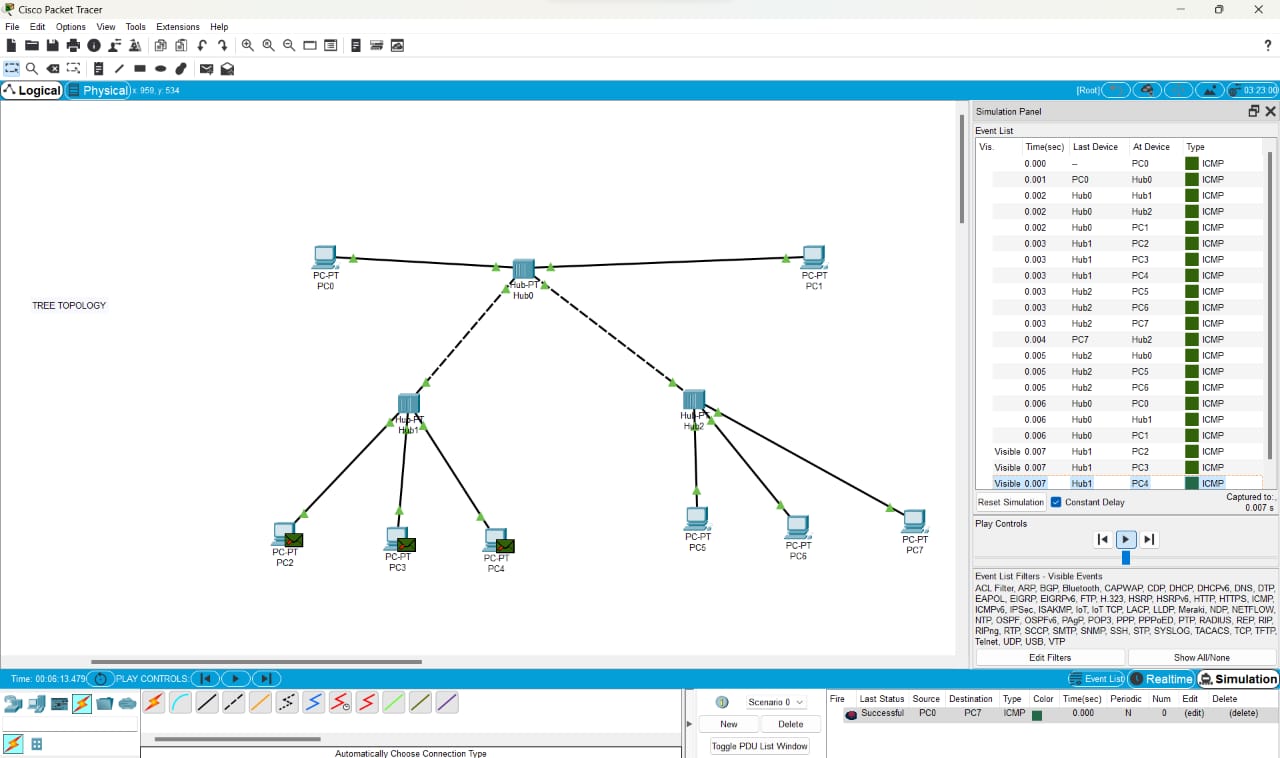 Cisco Packet Tracer
File Edit Options View Tools Extensions Help
?
Logical Physical x: 959, y: 534 [Root] 03:23:00
Simulation Panel
Event List
Vis. Time(sec) Last Device At Device Type
0.000 -- PC0 ICMP
0.001 PC0 Hub0 ICMP
0.002 Hub0 Hub1 ICMP
0.002 Hub0 Hub2 ICMP
0.002 Hub0 PC1 ICMP
0.003 Hub1 PC2 ICMP
0.003 Hub1 PC3 ICMP
0.003 Hub1 PC4 ICMP
0.003 Hub2 PC5 ICMP
0.003 Hub2 PC6 ICMP
0.003 Hub2 PC7 ICMP
0.004 PC7 Hub2 ICMP
0.005 Hub2 Hub0 ICMP
0.005 Hub2 PC5 ICMP
0.005 Hub2 PC6 ICMP
0.006 Hub0 PC0 ICMP
0.006 Hub0 Hub1 ICMP
0.006 Hub0 PC1 ICMP
Visible 0.007 Hub1 PC2 ICMP
Visible 0.007 Hub1 PC3 ICMP
Visible 0.007 Hub1 PC4 ICMP
Reset Simulation Constant Delay Captured to:
0.007 s
Play Controls
Event List Filters - Visible Events
ACL Filter, ARP, BGP, Bluetooth, CAPWAP, CDP, DHCP, DHCPv6, DNS, DTP,
EAPOL, EIGRP, EIGRPv6, FTP, H.323, HSRP, HSRPv6, HTTP, HTTPS, ICMP,
ICMPv6, IPSec, ISAKMP, IoT, IoT TCP, LACP, LLDP, Meraki, NDP, NETFLOW,
NTP, OSPF, OSPFv6, PAgP, POP3, PPP, PPPoED, PTP, RADIUS, REP, RIP,
RIPng, RTP, SCCP, SMTP, SNMP, SSH, STP, SYSLOG, TACACS, TCP, TFTP,
Telnet, UDP, USB, VTP
Edit Filters Show All/None
TREE TOPOLOGY
PC-PT
PC0
Hub-PT
Hub0
PC-PT
PC1
Hub-PT
Hub1
Hub-PT
Hub2
PC-PT
PC2
PC-PT
PC3
PC-PT
PC4
PC-PT
PC5
PC-PT
PC6
PC-PT
PC7
Time: 00:06:13.479 PLAY CONTROLS: Event List Realtime Simulation
Automatically Choose Connection Type
Scenario 0
New Delete
Toggle PDU List Window
Fire Last Status Source Destination Type Color Time(sec) Periodic Num Edit Delete
Successful PC0 PC7 ICMP 0.000 N 0 (edit) (delete)